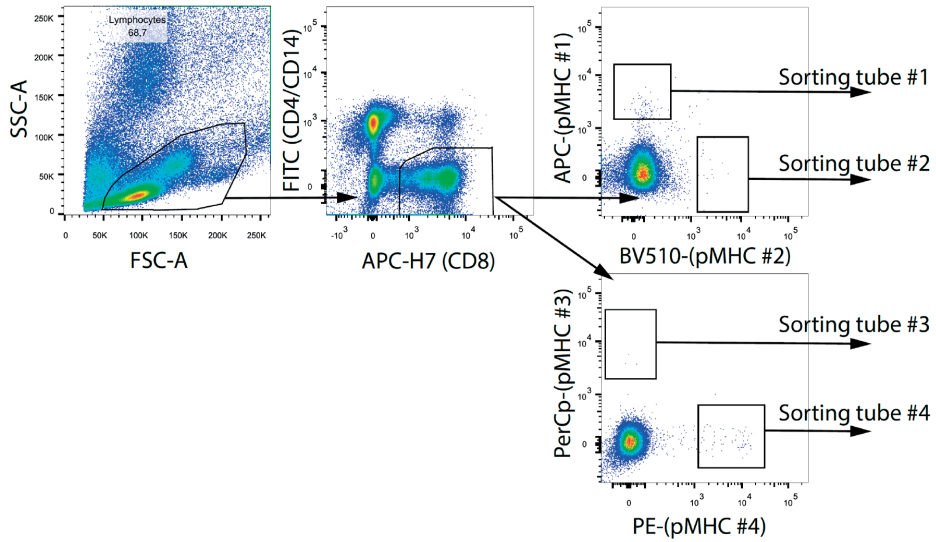 Lymphocytes
68,7
250K
200K
150K
100K
50K
0
0
50K
100K
150K
200K
250K
SSC-A
FSC-A
10^5
10^4
10^3
0
-10^3
0
10^3
10^4
10^5
FITC (CD4/CD14)
APC-H7 (CD8)
10^5
10^4
10^3
0
0
10^3
10^4
10^5
APC-(pMHC #1)
BV510-(pMHC #2)
Sorting tube #1
Sorting tube #2
10^5
10^4
10^3
0
0
10^3
10^4
10^5
PerCp-(pMHC #3)
PE-(pMHC #4)
Sorting tube #3
Sorting tube #4